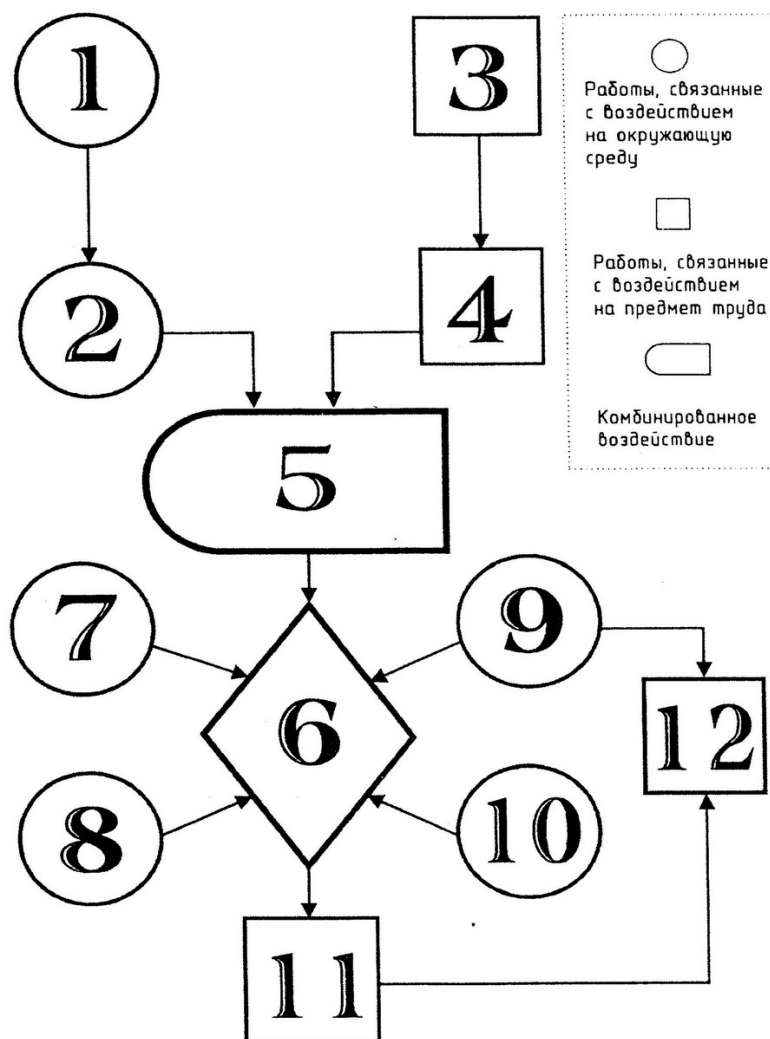 1
3
Работы, связанные
с воздействием
на окружающую
среду
2
4
Работы, связанные
с воздействием
на предмет труда
Комбинированное
воздействие
5
7
9
6
12
8
10
11